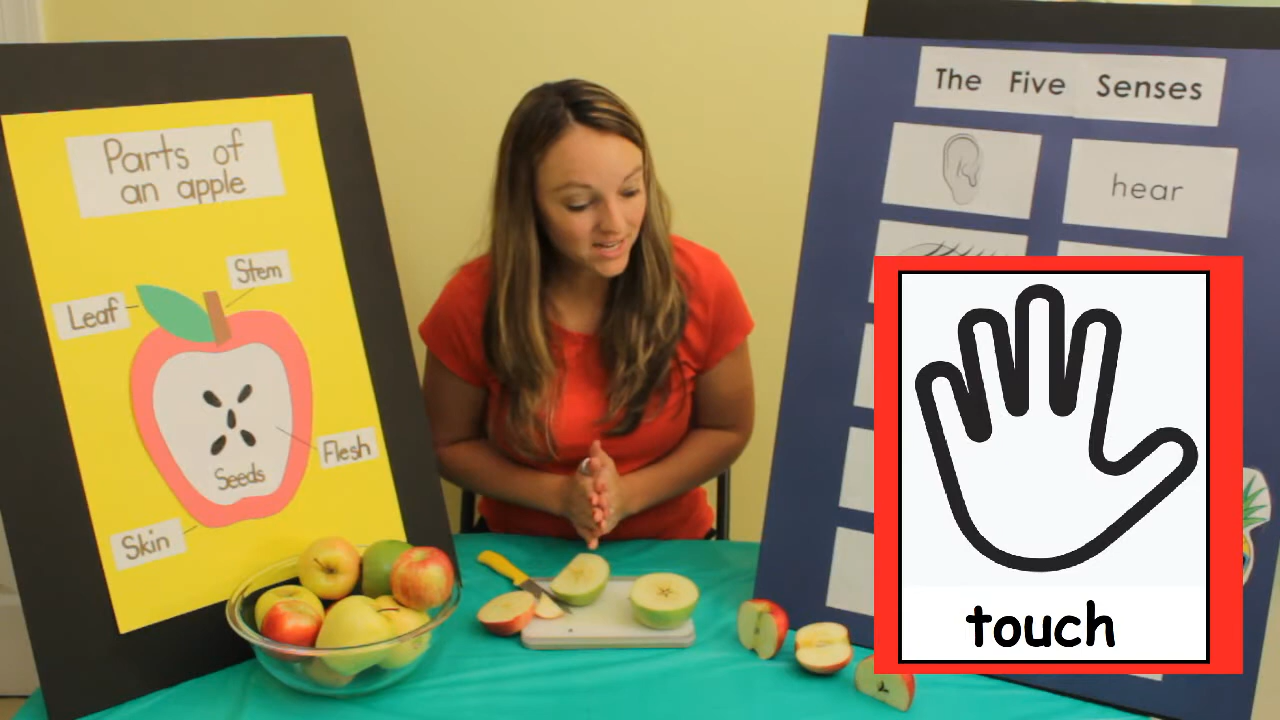 Parts of
an apple
Stem
Leaf
Flesh
Seeds
Skin
The Five Senses
hear
touch